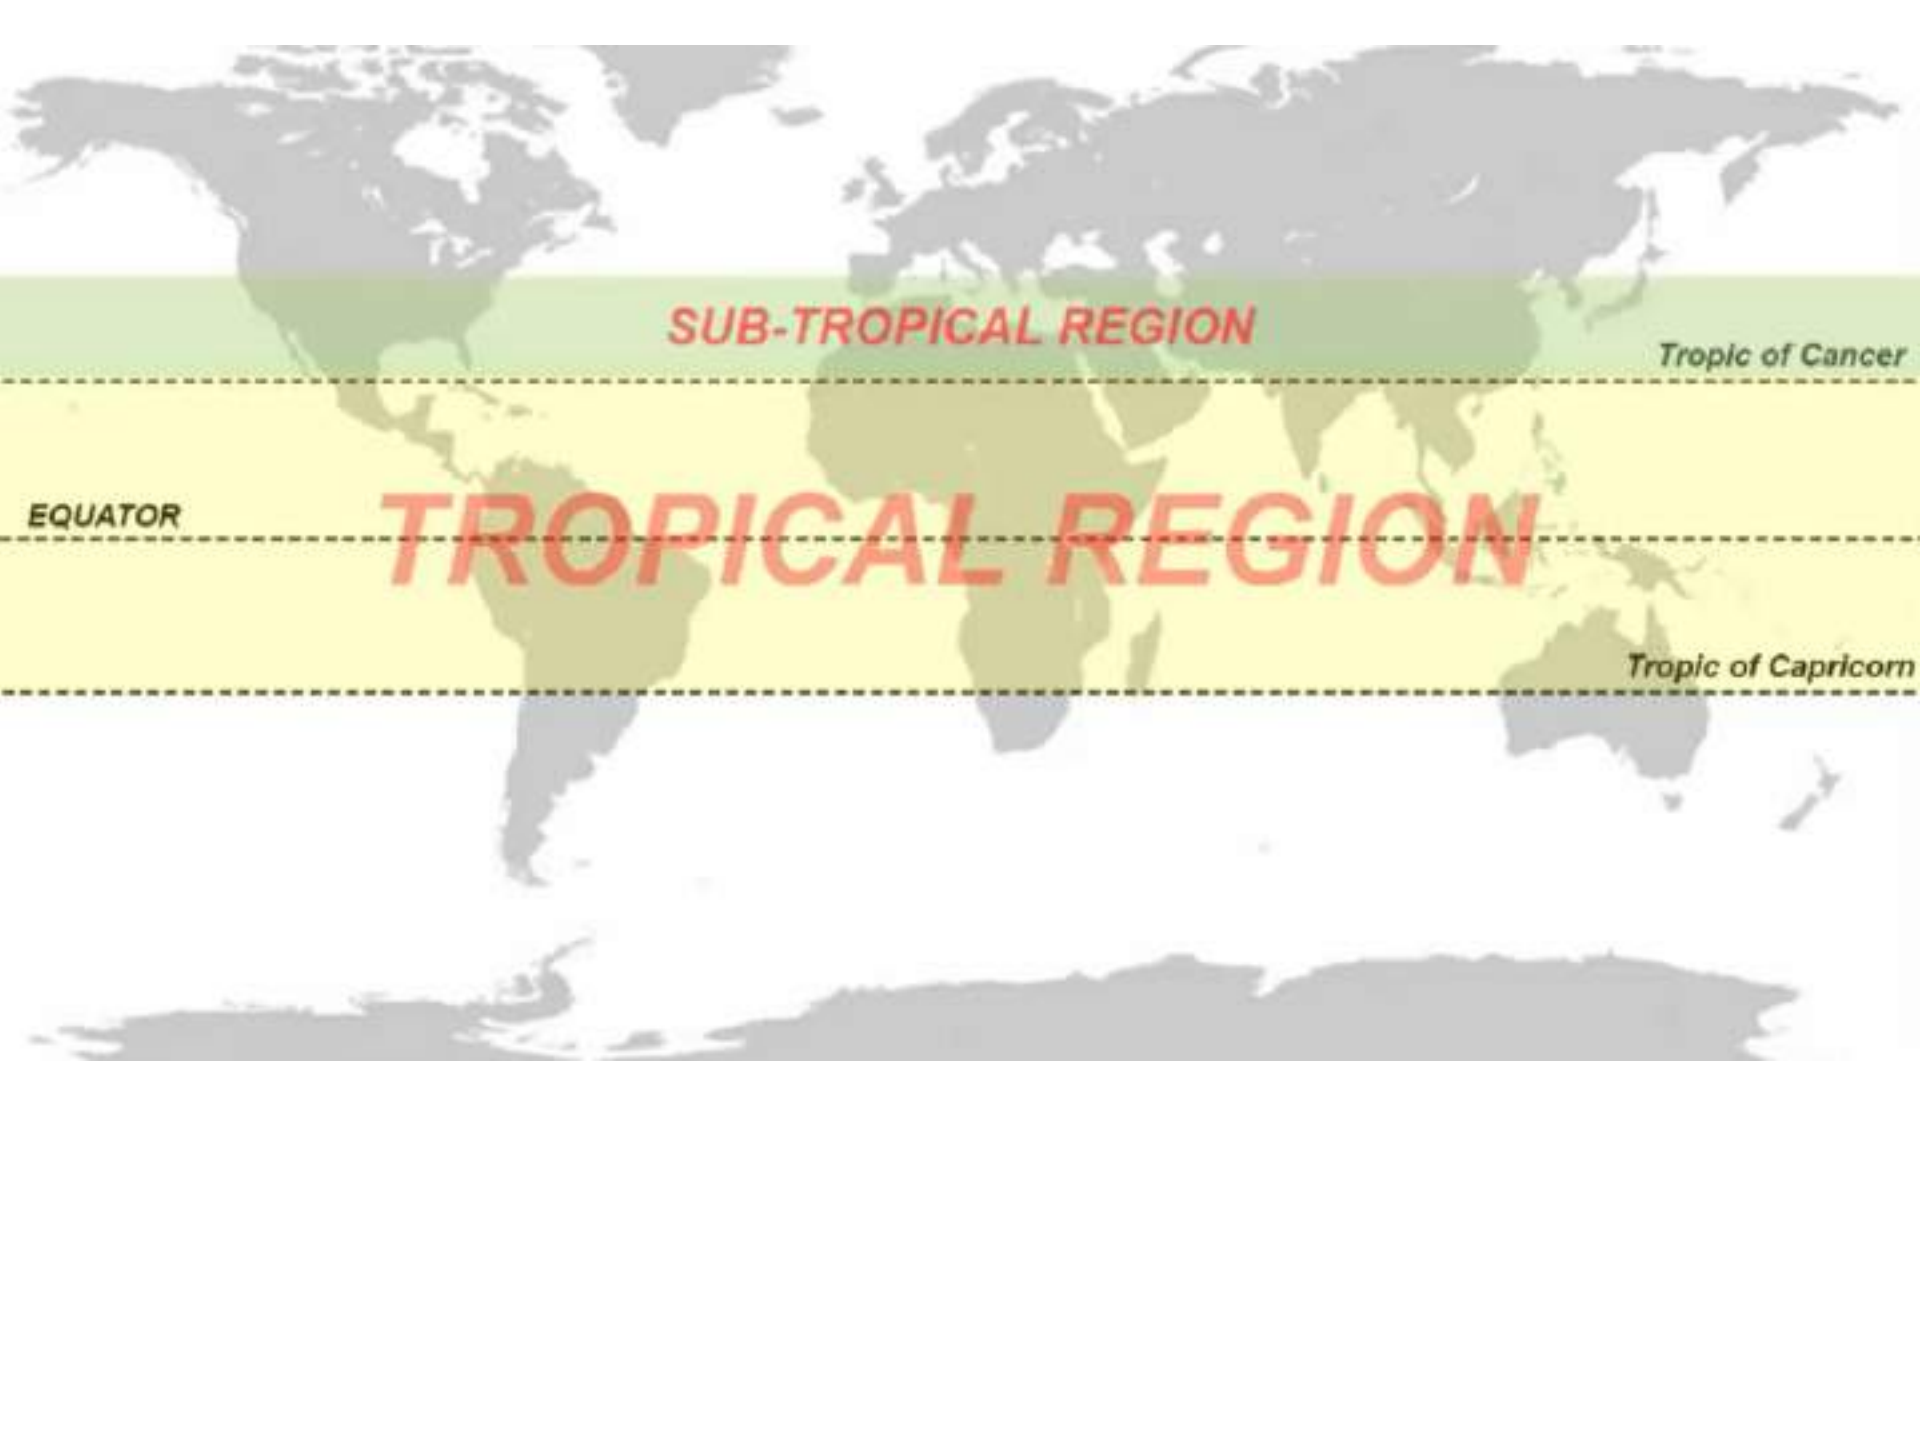 SUB-TROPICAL REGION
Tropic of Cancer
EQUATOR
TROPICAL REGION
Tropic of Capricorn